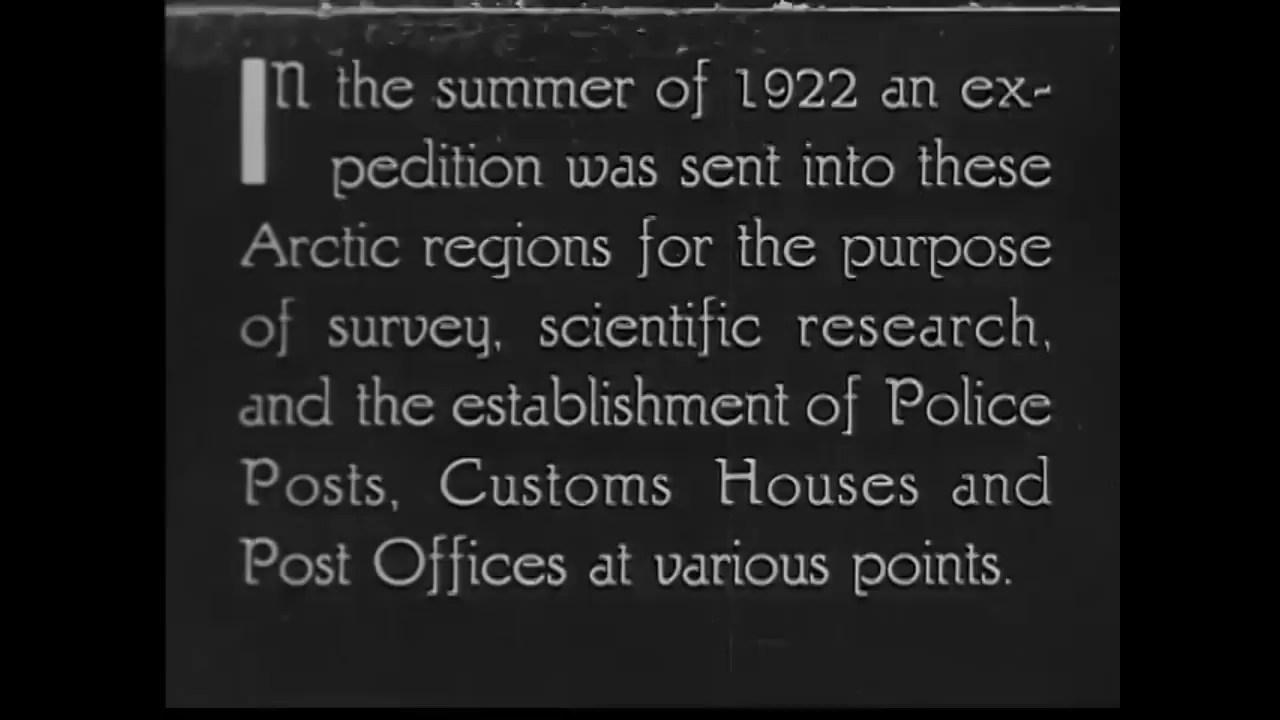 In the summer of 1922 an ex-
pedition was sent into these
Arctic regions for the purpose
of survey, scientific research,
and the establishment of Police
Posts, Customs Houses and
Post Offices at various points.